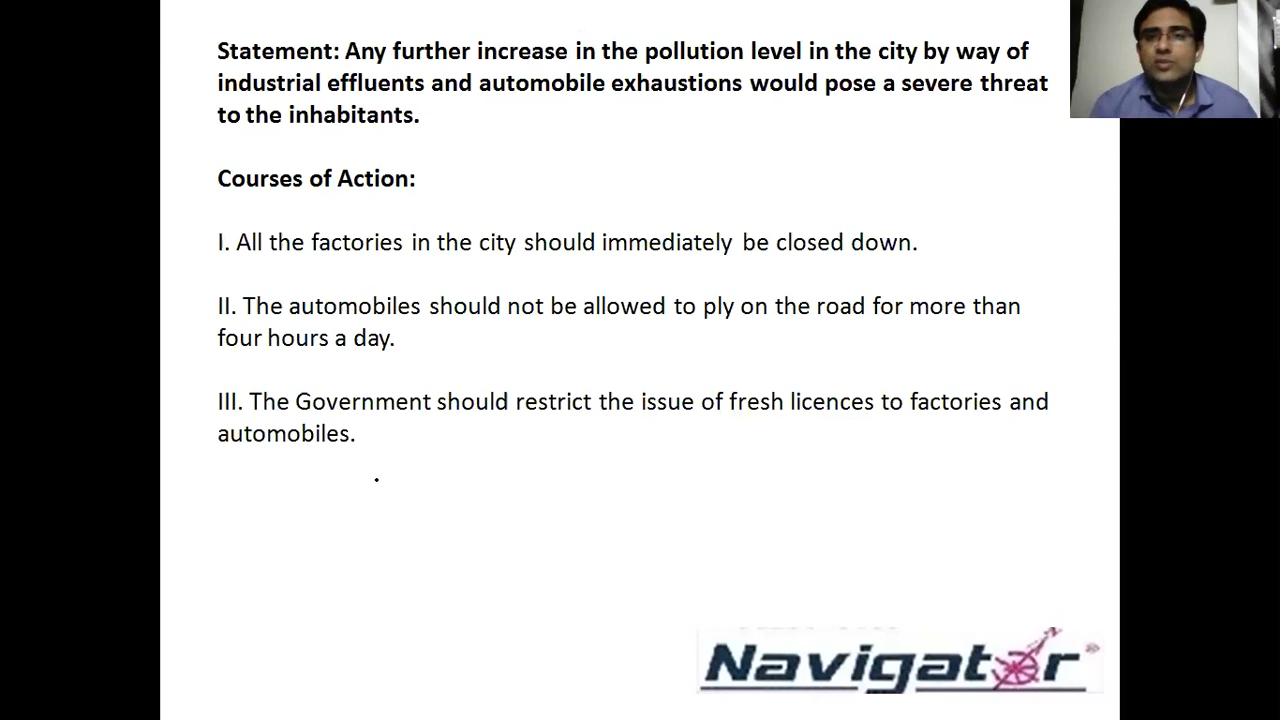 Statement: Any further increase in the pollution level in the city by way of
industrial effluents and automobile exhaustions would pose a severe threat
to the inhabitants.
Courses of Action:
I. All the factories in the city should immediately be closed down.
II. The automobiles should not be allowed to ply on the road for more than
four hours a day.
III. The Government should restrict the issue of fresh licences to factories and
automobiles.
Navigator®